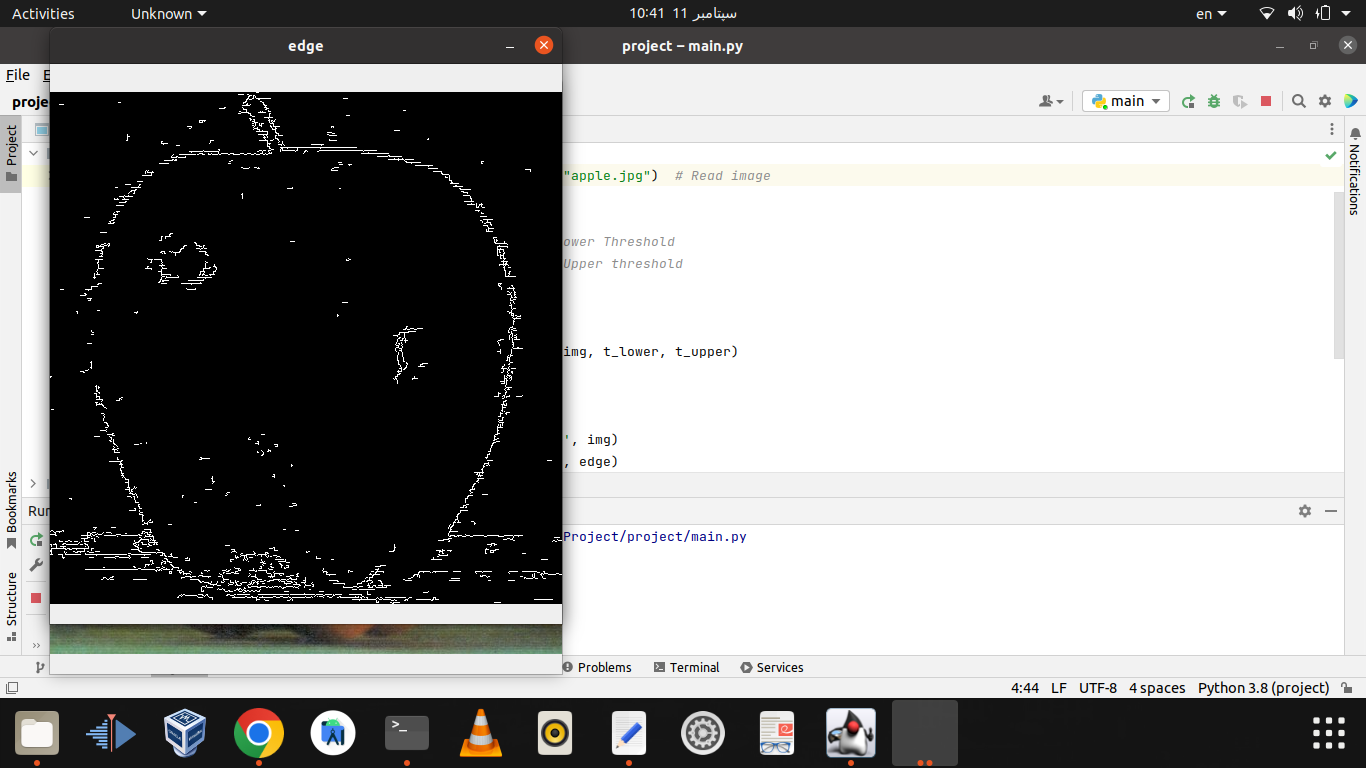 Activities
Unknown
سپتامبر 11  10:41
en
edge
project – main.py
File
E
proje
main
Project
"apple.jpg")  # Read image
ower Threshold
Upper threshold
img, t_lower, t_upper)
', img)
, edge)
Notifications
Bookmarks
Structure
Run
Project/project/main.py
Problems
Terminal
Services
4:44
LF
UTF-8
4 spaces
Python 3.8 (project)